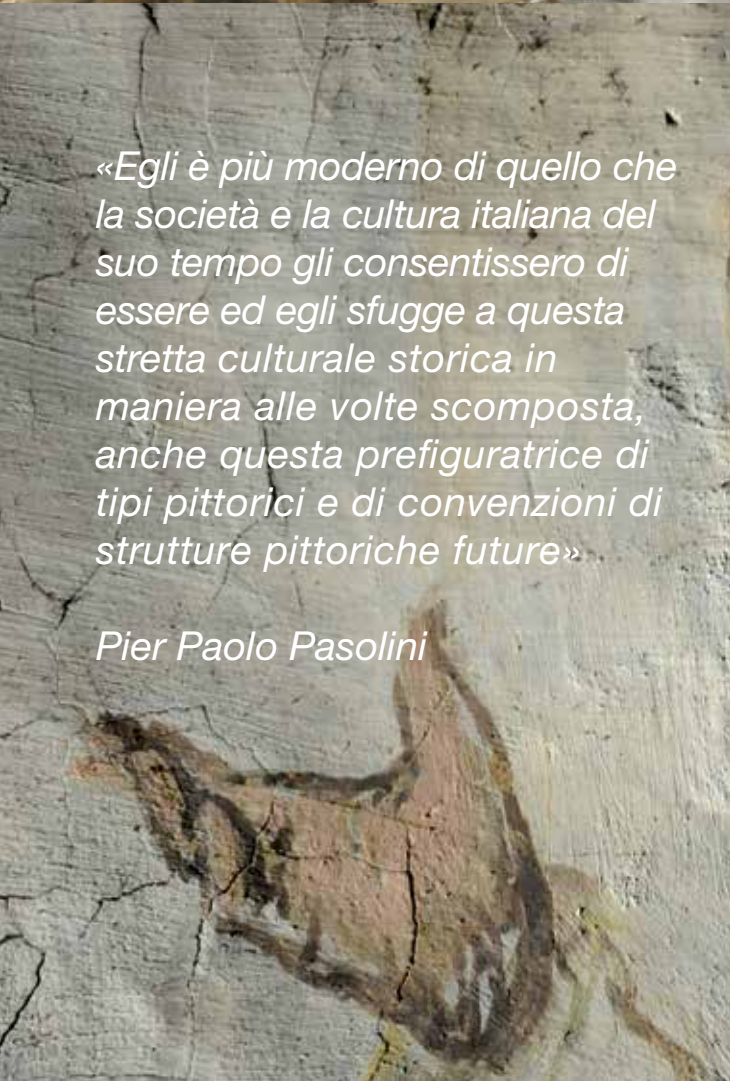 «Egli è più moderno di quello che
la società e la cultura italiana del
suo tempo gli consentissero di
essere ed egli sfugge a questa
stretta culturale storica in
maniera alle volte scomposta,
anche questa prefiguratrice di
tipi pittorici e di convenzioni di
strutture pittoriche future»
Pier Paolo Pasolini